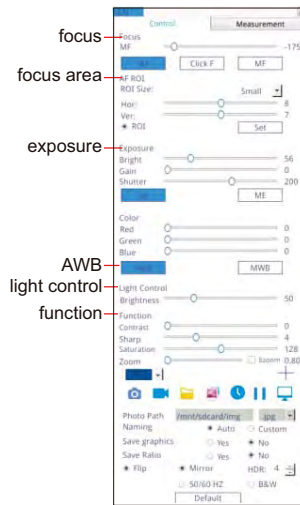 Control Measurement
focus Focus
MF -175
Click F MF
focus area AF ROI
ROI Size: Small
Hor: 8
Ver: 7
ROI Set
exposure Exposure
Bright 56
Gain 0
Shutter 200
ME
Color
Red 0
Green 0
Blue 0
AWB MWB
light control Light Control
Brightness 50
function Function
Contrast 0
Sharp 4
Saturation 128
Zoom 0.80
Photo Path /mnt/sdcard/img .jpg
Naming Auto Custom
Save graphics Yes No
Save Ratio Yes No
Flip Mirror HDR: 4
50/60 HZ B&W
Default